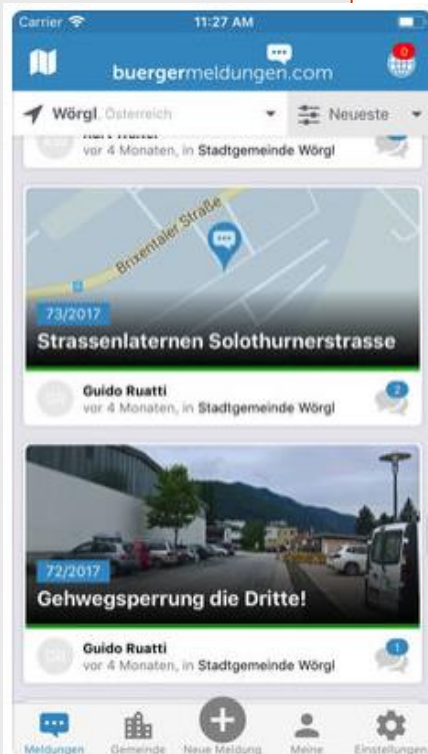 Carrier 11:27 AM
0
buergermeldungen.com
Wörgl, Österreich Neueste
vor 4 Monaten, in Stadtgemeinde Wörgl
Brixentaler Straße
73/2017
Strassenlaternen Solothurnerstrasse
Guido Ruatti
vor 4 Monaten, in Stadtgemeinde Wörgl
2
72/2017
Gehwegsperrung die Dritte!
Guido Ruatti
vor 4 Monaten, in Stadtgemeinde Wörgl
1
Meldungen Gemeinde Neue Meldung Meine Einstellungen